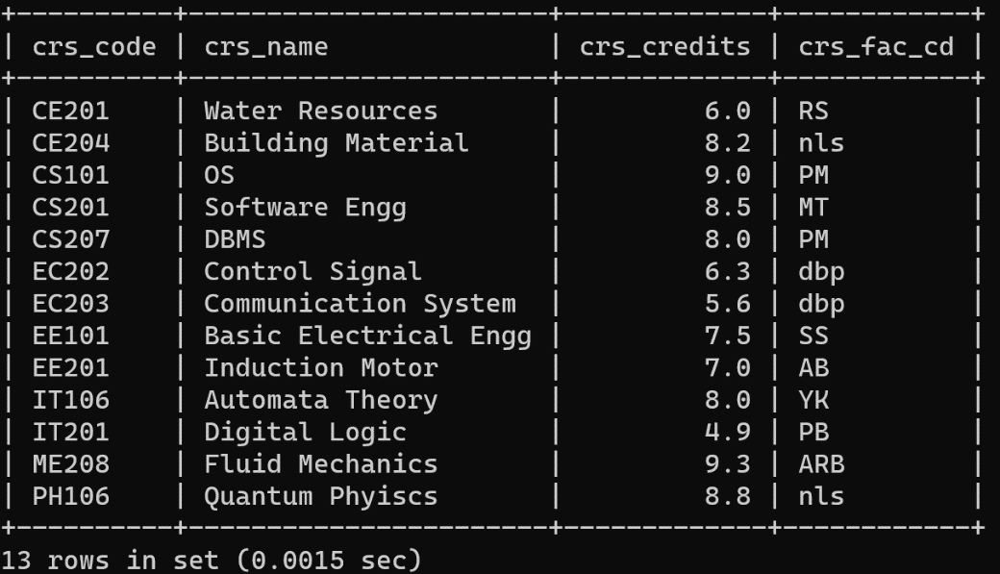 +----------+-----------------------+-------------+------------+
| crs_code | crs_name              | crs_credits | crs_fac_cd |
+----------+-----------------------+-------------+------------+
| CE201    | Water Resources       |         6.0 | RS         |
| CE204    | Building Material     |         8.2 | nls        |
| CS101    | OS                    |         9.0 | PM         |
| CS201    | Software Engg         |         8.5 | MT         |
| CS207    | DBMS                  |         8.0 | PM         |
| EC202    | Control Signal        |         6.3 | dbp        |
| EC203    | Communication System  |         5.6 | dbp        |
| EE101    | Basic Electrical Engg |         7.5 | SS         |
| EE201    | Induction Motor       |         7.0 | AB         |
| IT106    | Automata Theory       |         8.0 | YK         |
| IT201    | Digital Logic         |         4.9 | PB         |
| ME208    | Fluid Mechanics       |         9.3 | ARB        |
| PH106    | Quantum Phyiscs       |         8.8 | nls        |
+----------+-----------------------+-------------+------------+
13 rows in set (0.0015 sec)